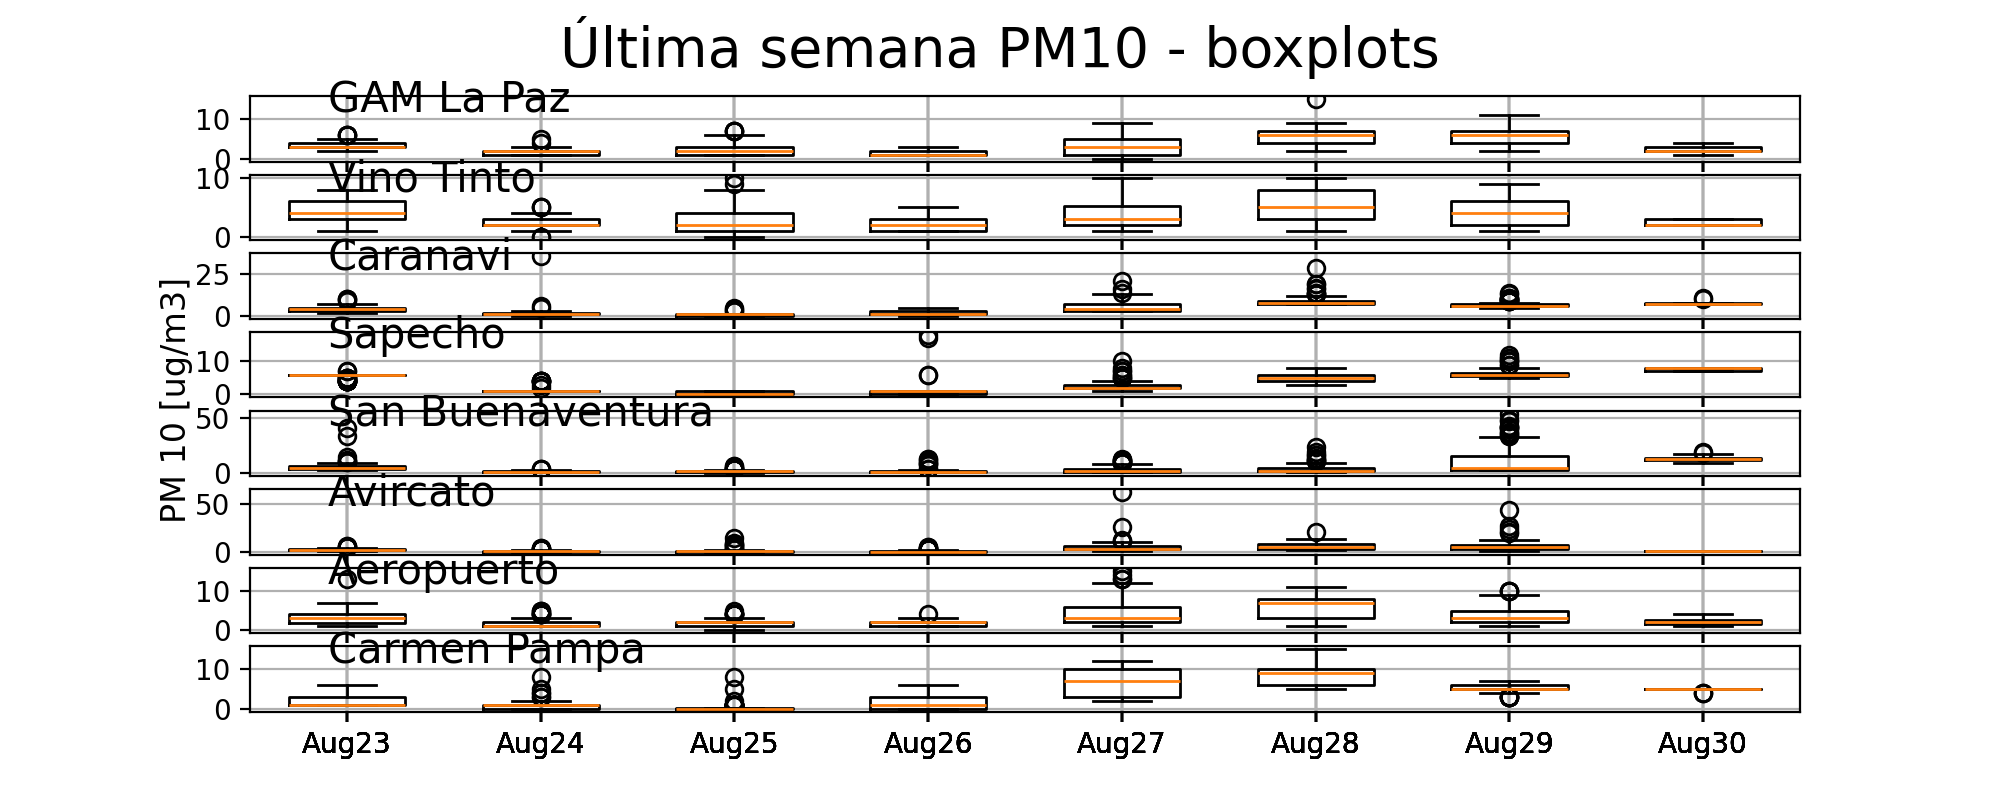 Última semana PM10 - boxplots
GAM La Paz
10
0
Vino Tinto
10
0
Caranavi
25
0
Sapecho
10
0
San Buenaventura
50
0
Avircato
50
0
Aeropuerto
10
0
Carmen Pampa
10
0
PM 10 [ug/m3]
Aug23 Aug24 Aug25 Aug26 Aug27 Aug28 Aug29 Aug30